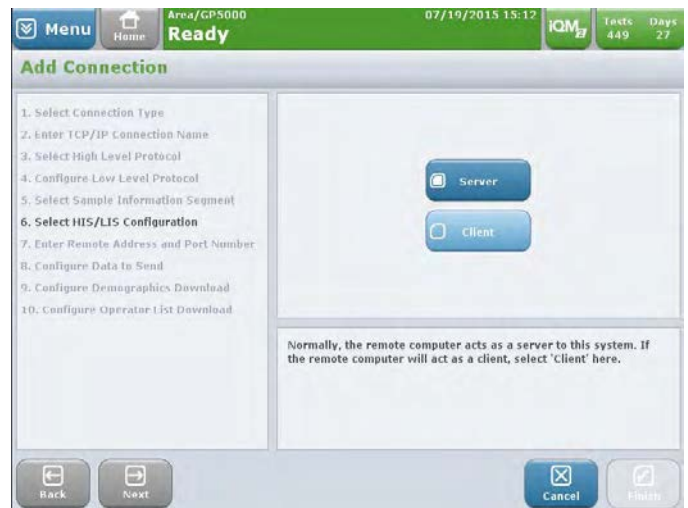 Menu
Home
Area/GP5000
Ready
07/19/2015 15:12
iQM2
Tests Days
449 27
Add Connection
1. Select Connection Type
2. Enter TCP/IP Connection Name
3. Select High Level Protocol
4. Configure Low Level Protocol
5. Select Sample Information Segment
6. Select HIS/LIS Configuration
7. Enter Remote Address and Port Number
8. Configure Data to Send
9. Configure Demographics Download
10. Configure Operator List Download
Server
Client
Normally, the remote computer acts as a server to this system. If
the remote computer will act as a client, select 'Client' here.
Back
Next
Cancel
Finish